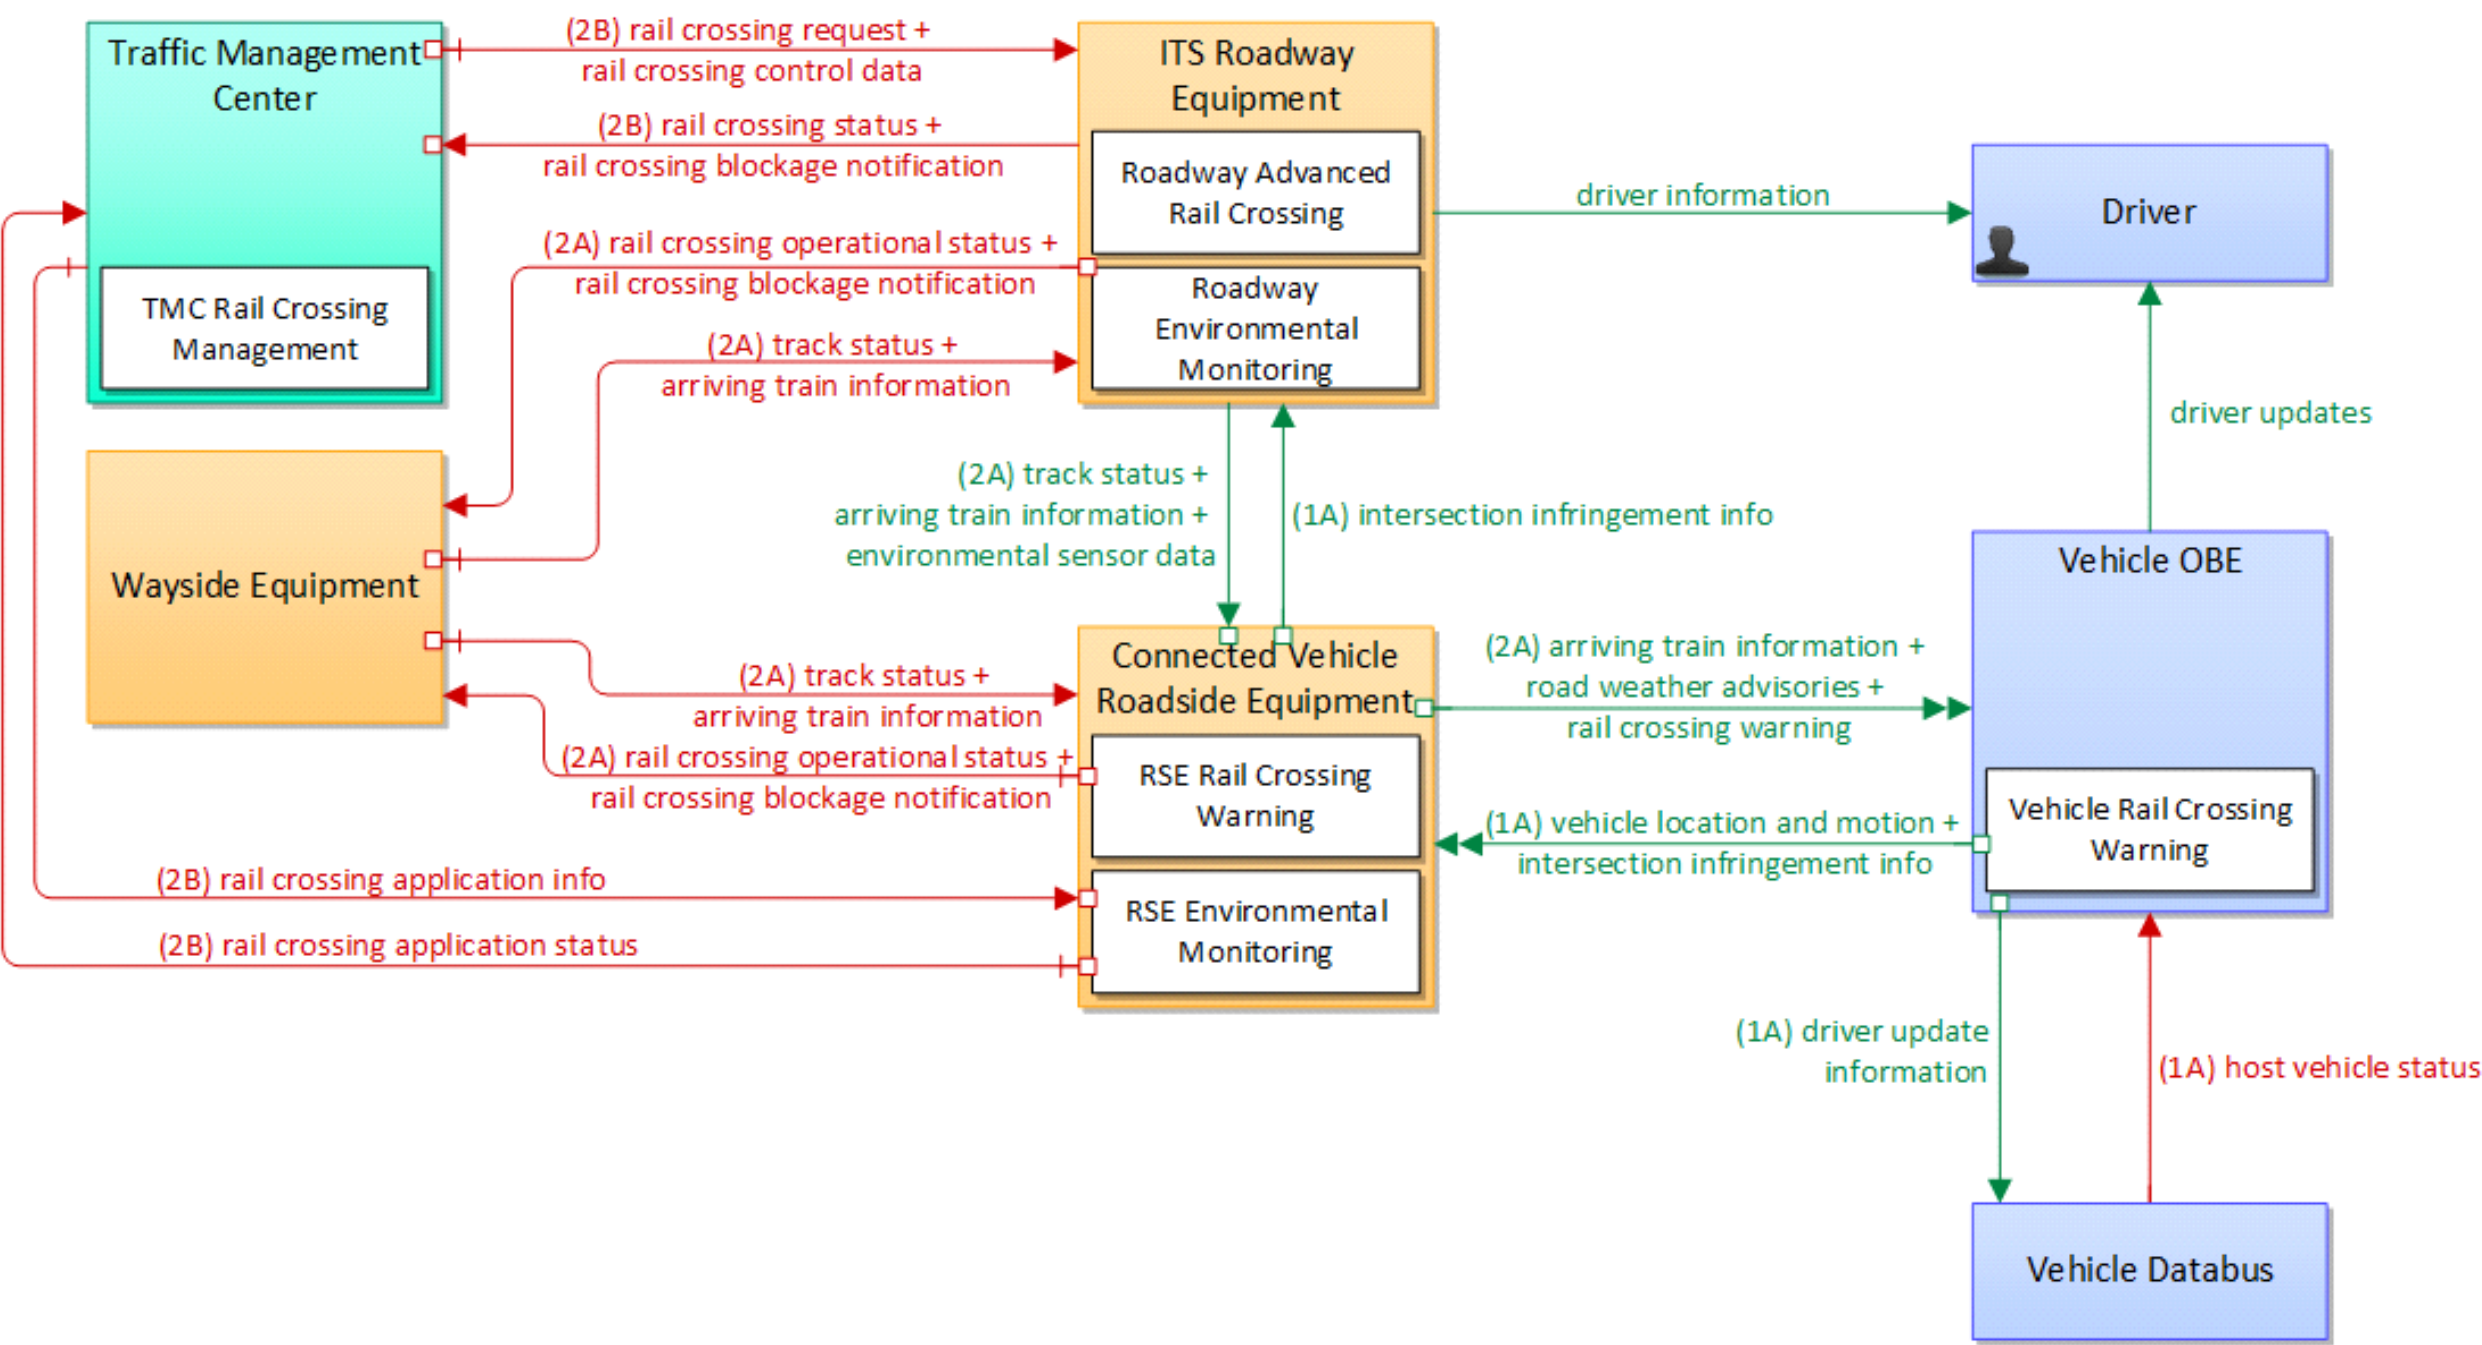 Traffic Management
Center
TMC Rail Crossing
Management
(2B) rail crossing request +
rail crossing control data
(2B) rail crossing status +
rail crossing blockage notification
(2A) rail crossing operational status +
rail crossing blockage notification
(2A) track status +
arriving train information
ITS Roadway
Equipment
Roadway Advanced
Rail Crossing
Roadway
Environmental
Monitoring
driver information
Driver
driver updates
Wayside Equipment
(2A) track status +
arriving train information +
environmental sensor data
(1A) intersection infringement info
(2A) track status +
arriving train information
(2A) rail crossing operational status +
rail crossing blockage notification
(2B) rail crossing application info
(2B) rail crossing application status
Connected Vehicle
Roadside Equipment
RSE Rail Crossing
Warning
RSE Environmental
Monitoring
(2A) arriving train information +
road weather advisories +
rail crossing warning
(1A) vehicle location and motion +
intersection infringement info
Vehicle OBE
Vehicle Rail Crossing
Warning
(1A) driver update
information
(1A) host vehicle status
Vehicle Databus